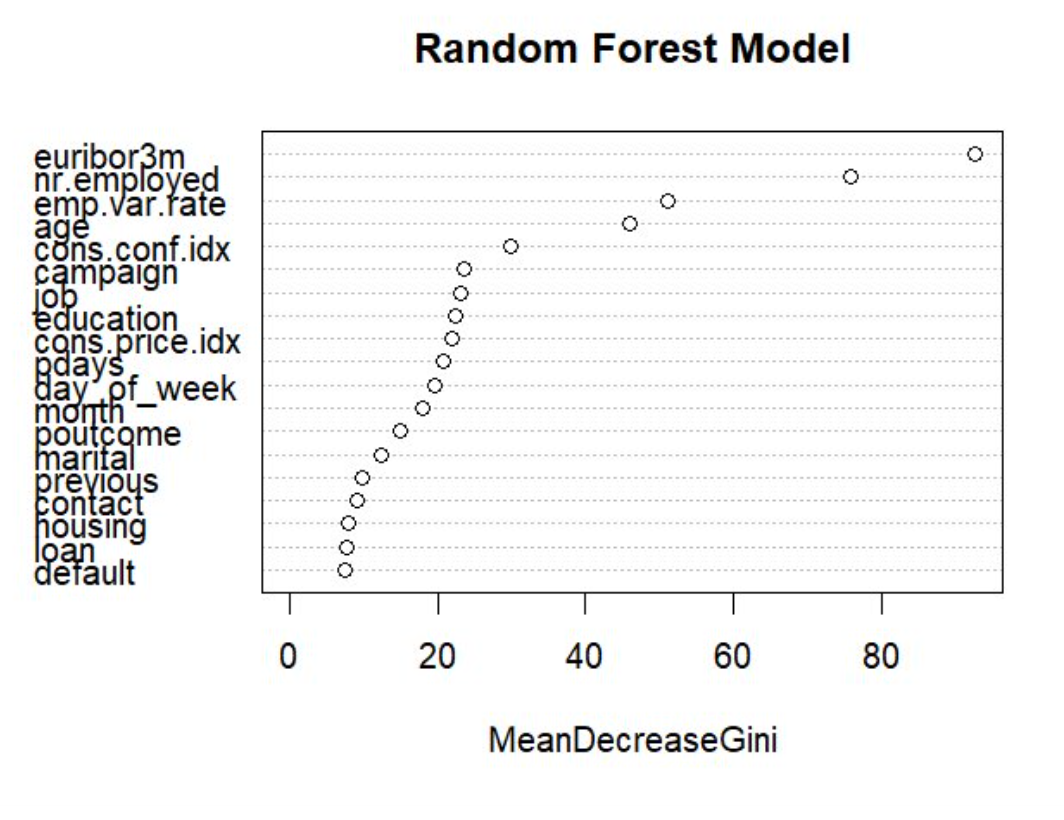 Random Forest Model
euribor3m
nr.employed
emp.var.rate
age
cons.conf.idx
campaign
job
education
cons.price.idx
pdays
day_of_week
month
poutcome
marital
previous
contact
housing
loan
default
0 20 40 60 80
MeanDecreaseGini